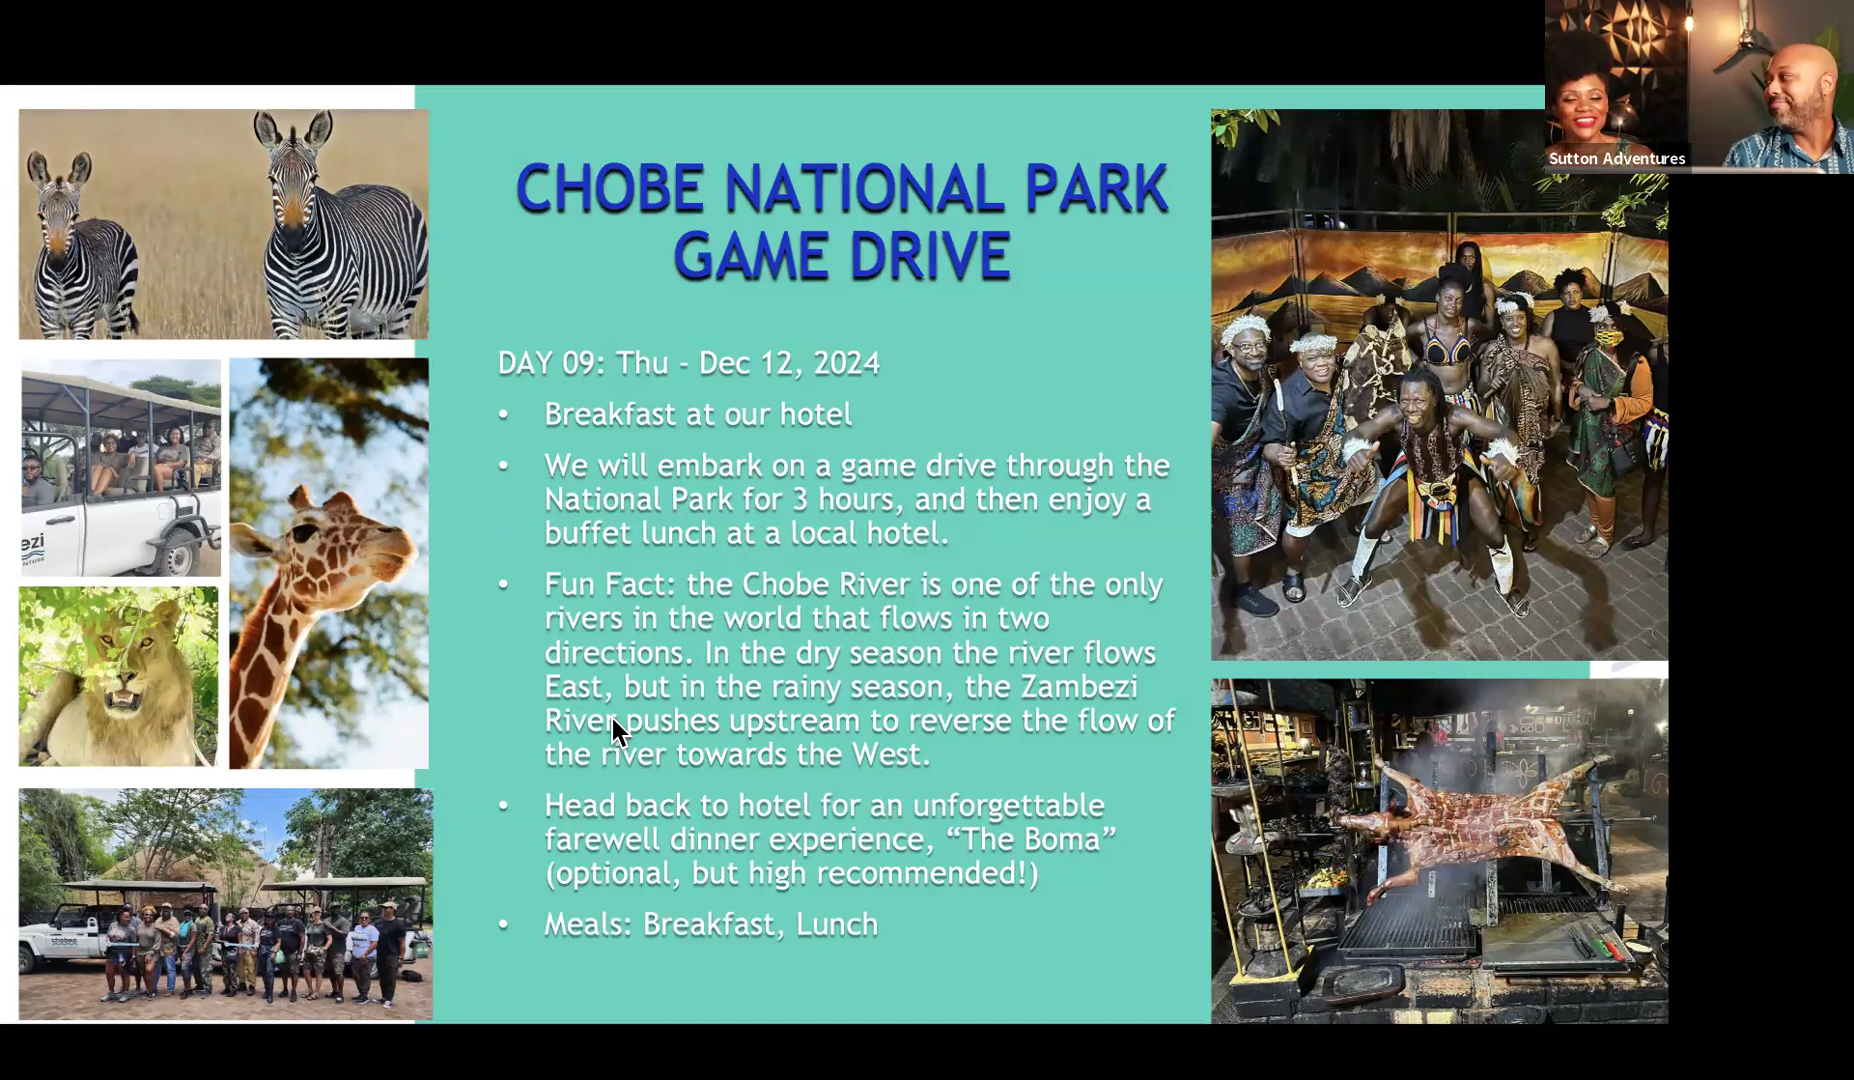 Sutton Adventures
CHOBE NATIONAL PARK
GAME DRIVE
DAY 09: Thu - Dec 12, 2024
• Breakfast at our hotel
• We will embark on a game drive through the
National Park for 3 hours, and then enjoy a
buffet lunch at a local hotel.
• Fun Fact: the Chobe River is one of the only
rivers in the world that flows in two
directions. In the dry season the river flows
East, but in the rainy season, the Zambezi
River pushes upstream to reverse the flow of
the river towards the West.
• Head back to hotel for an unforgettable
farewell dinner experience, “The Boma”
(optional, but high recommended!)
• Meals: Breakfast, Lunch
ezi